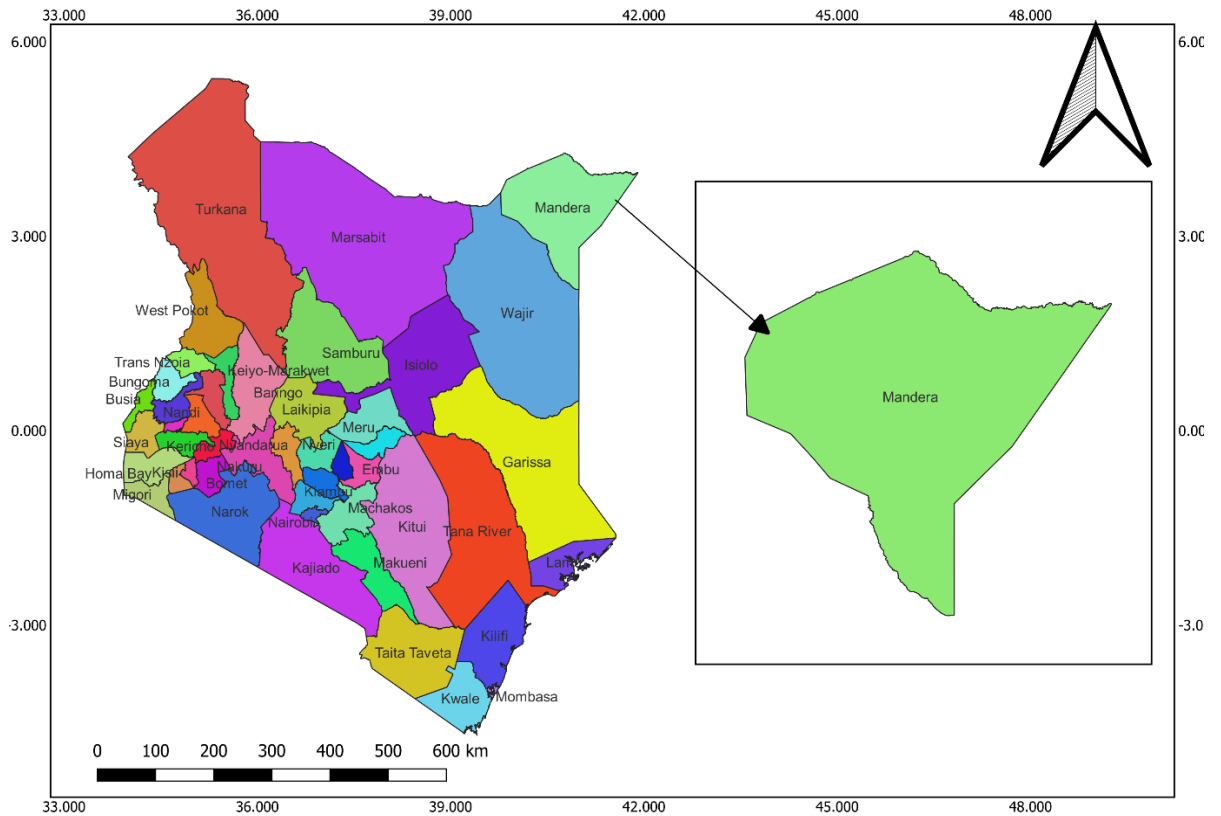 33.000 36.000 39.000 42.000 45.000 48.000
6.000 6.00
Turkana
Mandera
Marsabit
3.000 3.00
West Pokot
Wajir
Samburu
Trans Nzoia
Isiolo
Keiyo-Marakwet
Bungoma
Baringo
Busia
Laikipia
Nandi
Mandera
Meru
0.000 0.00
Siaya
Kericho
Nyandarua
Nyeri
Garissa
Homa Bay
Kisii
Nakuru
Embu
Bomet
Migori
Kiambu
Machakos
Narok
Nairobi
Kitui
Tana River
Kajiado
Makueni
Lamu
-3.000 -3.00
Kilifi
Taita Taveta
Kwale
Mombasa
0 100 200 300 400 500 600 km
33.000 36.000 39.000 42.000 45.000 48.000